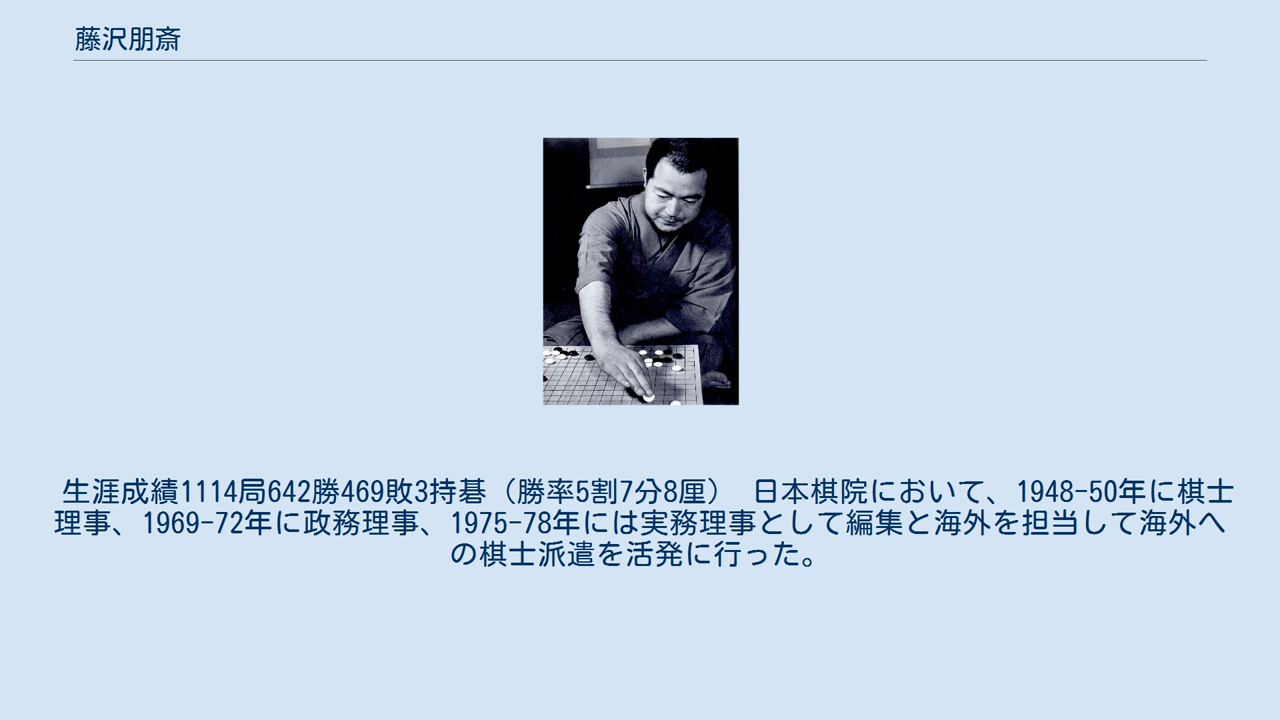 藤沢朋斎
生涯成績1114局642勝469敗3持碁（勝率5割7分8厘）　日本棋院において、1948-50年に棋士
理事、1969-72年に政務理事、1975-78年には実務理事として編集と海外を担当して海外へ
の棋士派遣を活発に行った。